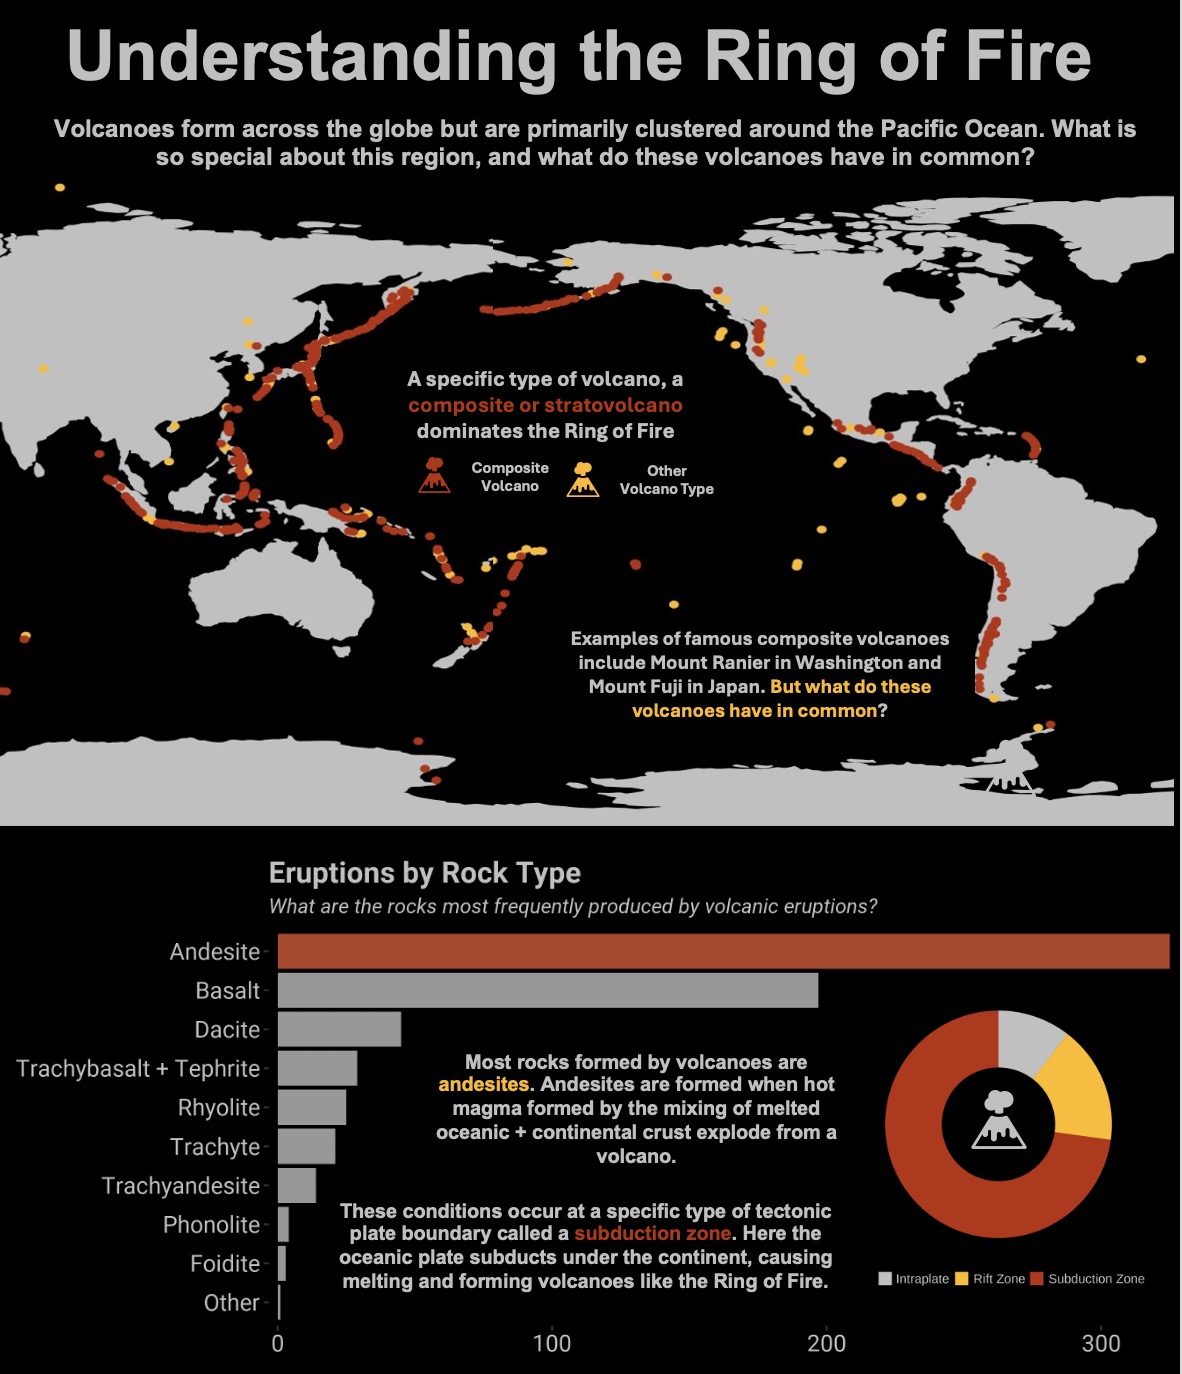 Understanding the Ring of Fire
Volcanoes form across the globe but are primarily clustered around the Pacific Ocean. What is
so special about this region, and what do these volcanoes have in common?
A specific type of volcano, a
composite or stratovolcano
dominates the Ring of Fire
Composite
Volcano
Other
Volcano Type
Examples of famous composite volcanoes
include Mount Ranier in Washington and
Mount Fuji in Japan. But what do these
volcanoes have in common?
Eruptions by Rock Type
What are the rocks most frequently produced by volcanic eruptions?
Andesite
Basalt
Dacite
Trachybasalt + Tephrite
Rhyolite
Trachyte
Trachyandesite
Phonolite
Foidite
Other
0
100
200
300
Most rocks formed by volcanoes are
andesites. Andesites are formed when hot
magma formed by the mixing of melted
oceanic + continental crust explode from a
volcano.
These conditions occur at a specific type of tectonic
plate boundary called a subduction zone. Here the
oceanic plate subducts under the continent, causing
melting and forming volcanoes like the Ring of Fire.
Intraplate
Rift Zone
Subduction Zone